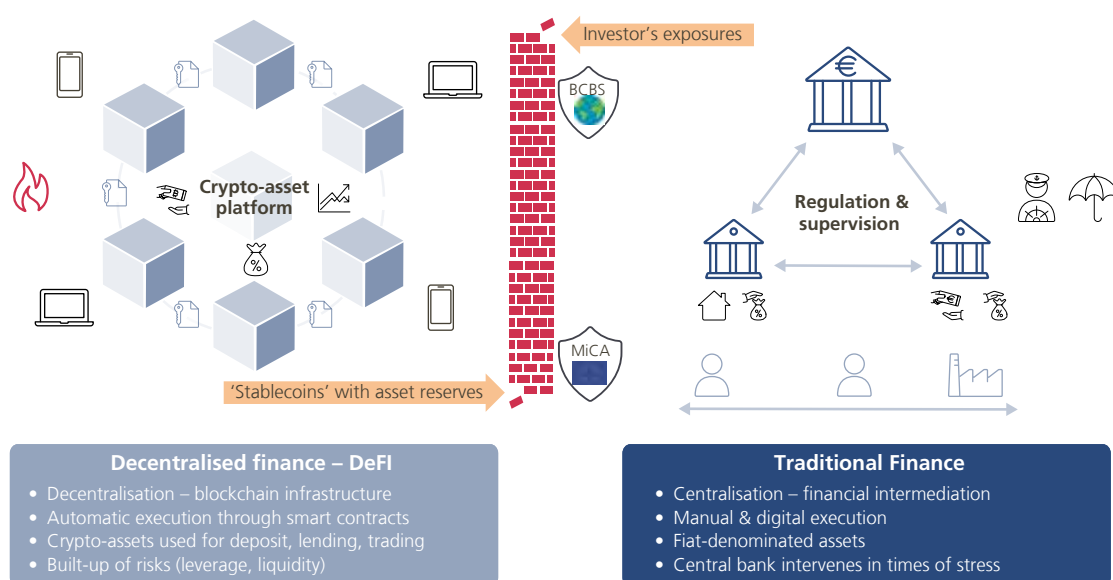 Investor's exposures
BCBS
Crypto-asset
platform
Regulation &
supervision
MiCA
'Stablecoins' with asset reserves
Decentralised finance – DeFI
• Decentralisation – blockchain infrastructure
• Automatic execution through smart contracts
• Crypto-assets used for deposit, lending, trading
• Built-up of risks (leverage, liquidity)
Traditional Finance
• Centralisation – financial intermediation
• Manual & digital execution
• Fiat-denominated assets
• Central bank intervenes in times of stress